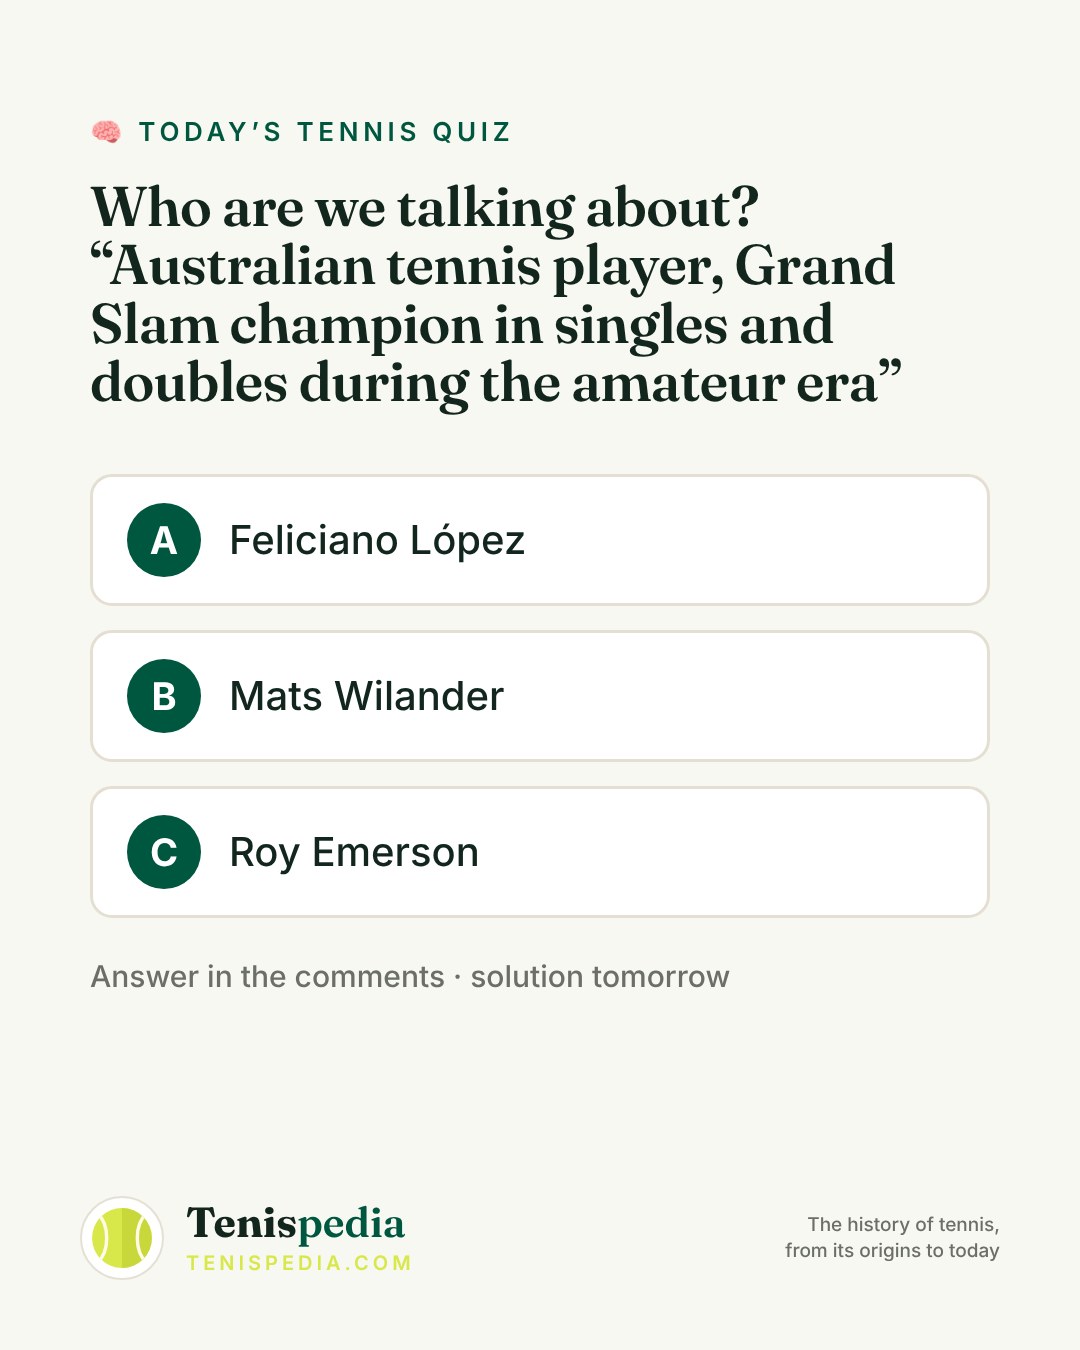 🧠 TODAY’S TENNIS QUIZ
Who are we talking about?
“Australian tennis player, Grand
Slam champion in singles and
doubles during the amateur era”
A Feliciano López
B Mats Wilander
C Roy Emerson
Answer in the comments · solution tomorrow
Tenispedia
TENISPEDIA.COM
The history of tennis,
from its origins to today